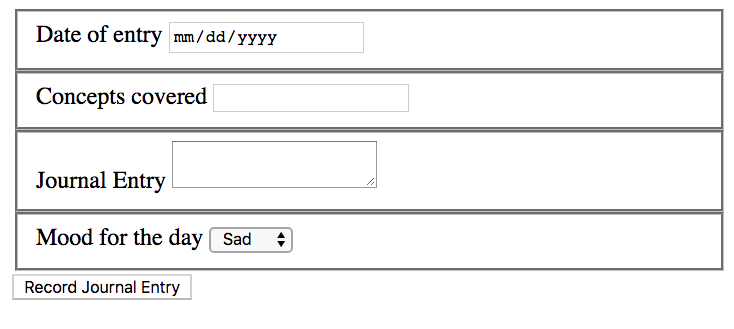 Date of entry mm/dd/yyyy
Concepts covered
Journal Entry
Mood for the day Sad
Record Journal Entry